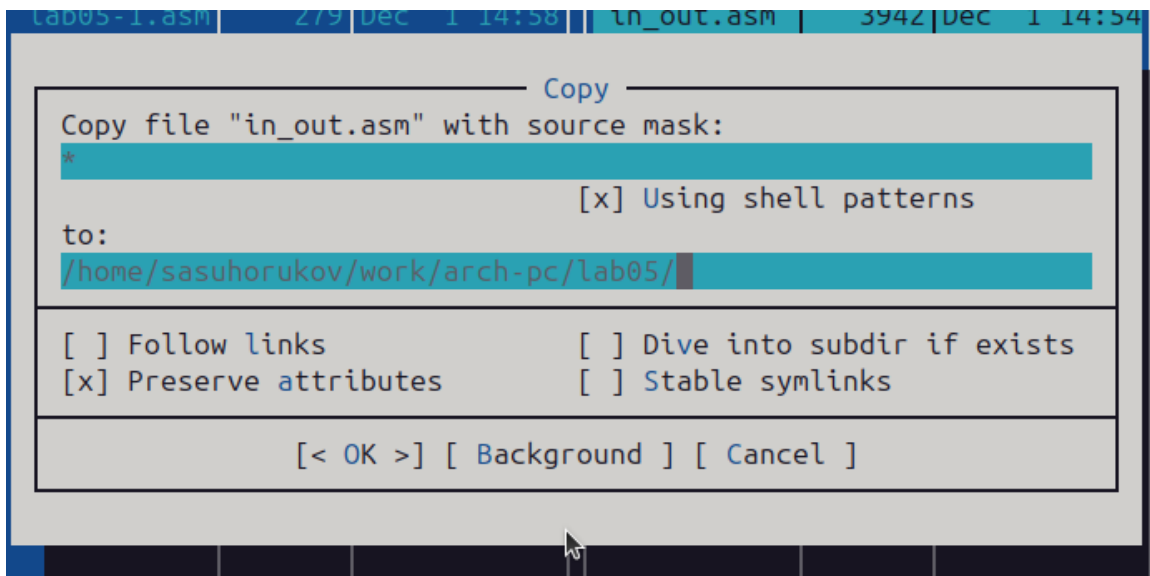 lab05-1.asm 279 Dec 1 14:58 in_out.asm 3942 Dec 1 14:54
Copy
Copy file "in_out.asm" with source mask:
*
[x] Using shell patterns
to:
/home/sasuhorukov/work/arch-pc/lab05/
[ ] Follow links [ ] Dive into subdir if exists
[x] Preserve attributes [ ] Stable symlinks
[< OK >] [ Background ] [ Cancel ]